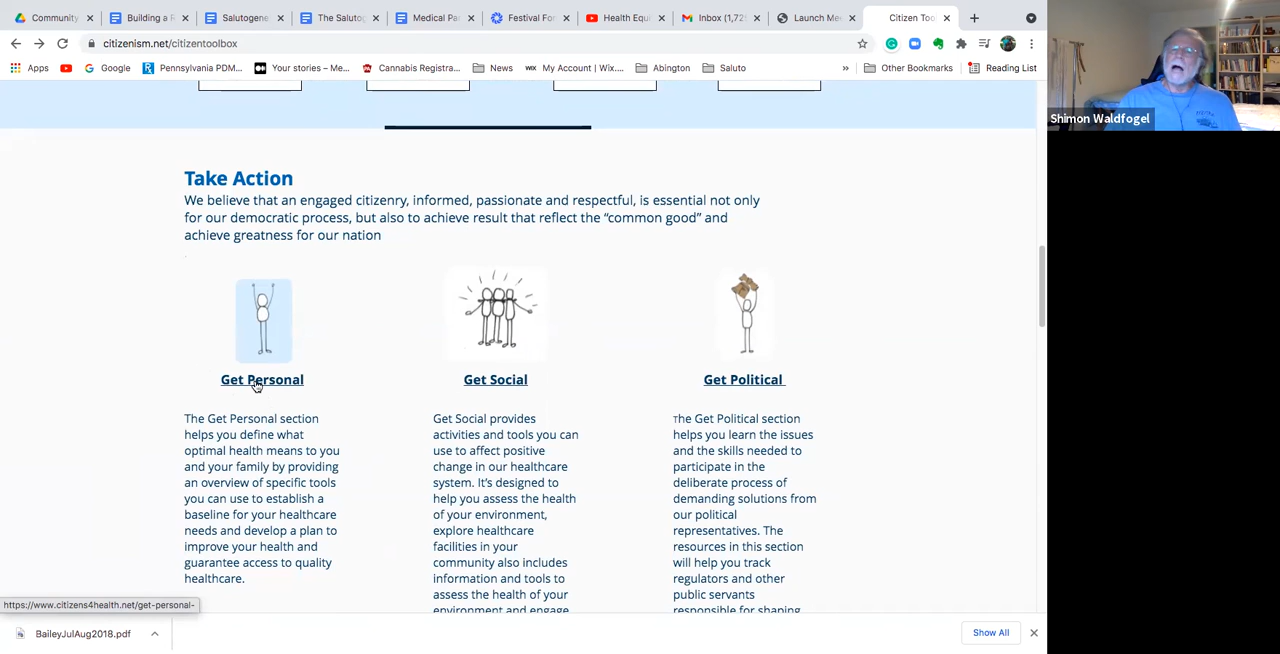 Community
Building a R
Salutogene
The Salutog
Medical Par
Festival For
Health Equ
Inbox (1,725
Launch Me
Citizen Too
citizenism.net/citizentoolbox
Apps
Google
Pennsylvania PDM...
Your stories – Me...
Cannabis Registra...
News
WIX
My Account | Wix....
Abington
Saluto
»
Other Bookmarks
Reading List
Shimon Waldfogel
Take Action
We believe that an engaged citizenry, informed, passionate and respectful, is essential not only
for our democratic process, but also to achieve result that reflect the “common good” and
achieve greatness for our nation
Get Personal
The Get Personal section
helps you define what
optimal health means to you
and your family by providing
an overview of specific tools
you can use to establish a
baseline for your healthcare
needs and develop a plan to
improve your health and
guarantee access to quality
healthcare.
Get Social
Get Social provides
activities and tools you can
use to affect positive
change in our healthcare
system. It’s designed to
help you assess the health
of your environment,
explore healthcare
facilities in your
community also includes
information and tools to
assess the health of your
environment and engage
Get Political
The Get Political section
helps you learn the issues
and the skills needed to
participate in the
deliberate process of
demanding solutions from
our political
representatives. The
resources in this section
will help you track
regulators and other
public servants
responsible for shaping
https://www.citizens4health.net/get-personal-
BaileyJulAug2018.pdf
Show All